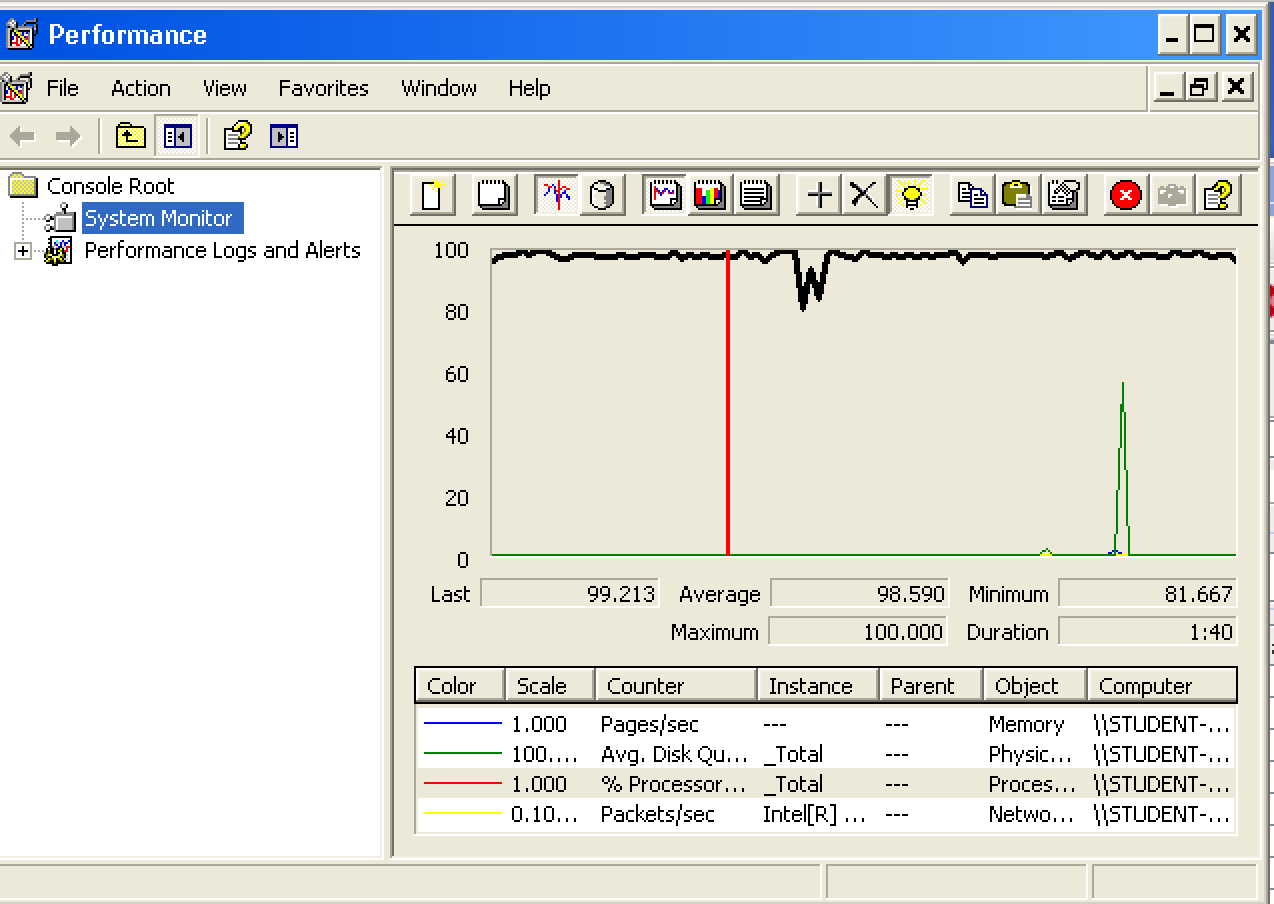 Performance
File Action View Favorites Window Help
Console Root
System Monitor
Performance Logs and Alerts
100
80
60
40
20
0
Last 99.213 Average 98.590 Minimum 81.667
Maximum 100.000 Duration 1:40
Color Scale Counter Instance Parent Object Computer
1.000 Pages/sec --- --- Memory \\STUDENT-...
100.... Avg. Disk Qu... _Total --- Physic... \\STUDENT-...
1.000 % Processor... _Total --- Proces... \\STUDENT-...
0.10... Packets/sec Intel[R] ... --- Netwo... \\STUDENT-...